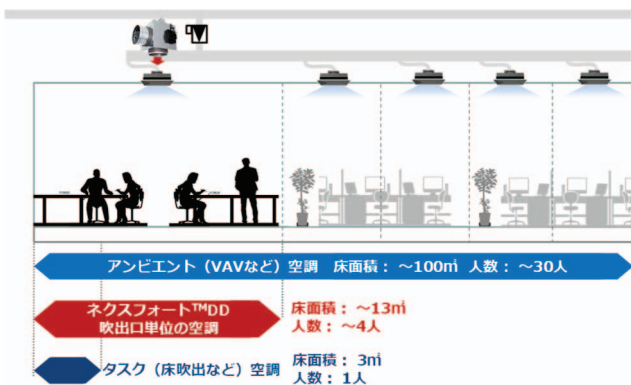 アンビエント（VAVなど）空調　床面積：～100㎡　人数：～30人
ネクスフォート™DD
吹出口単位の空調
床面積：～13㎡
人数：～4人
タスク（床吹出など）空調
床面積：3㎡
人数：1人